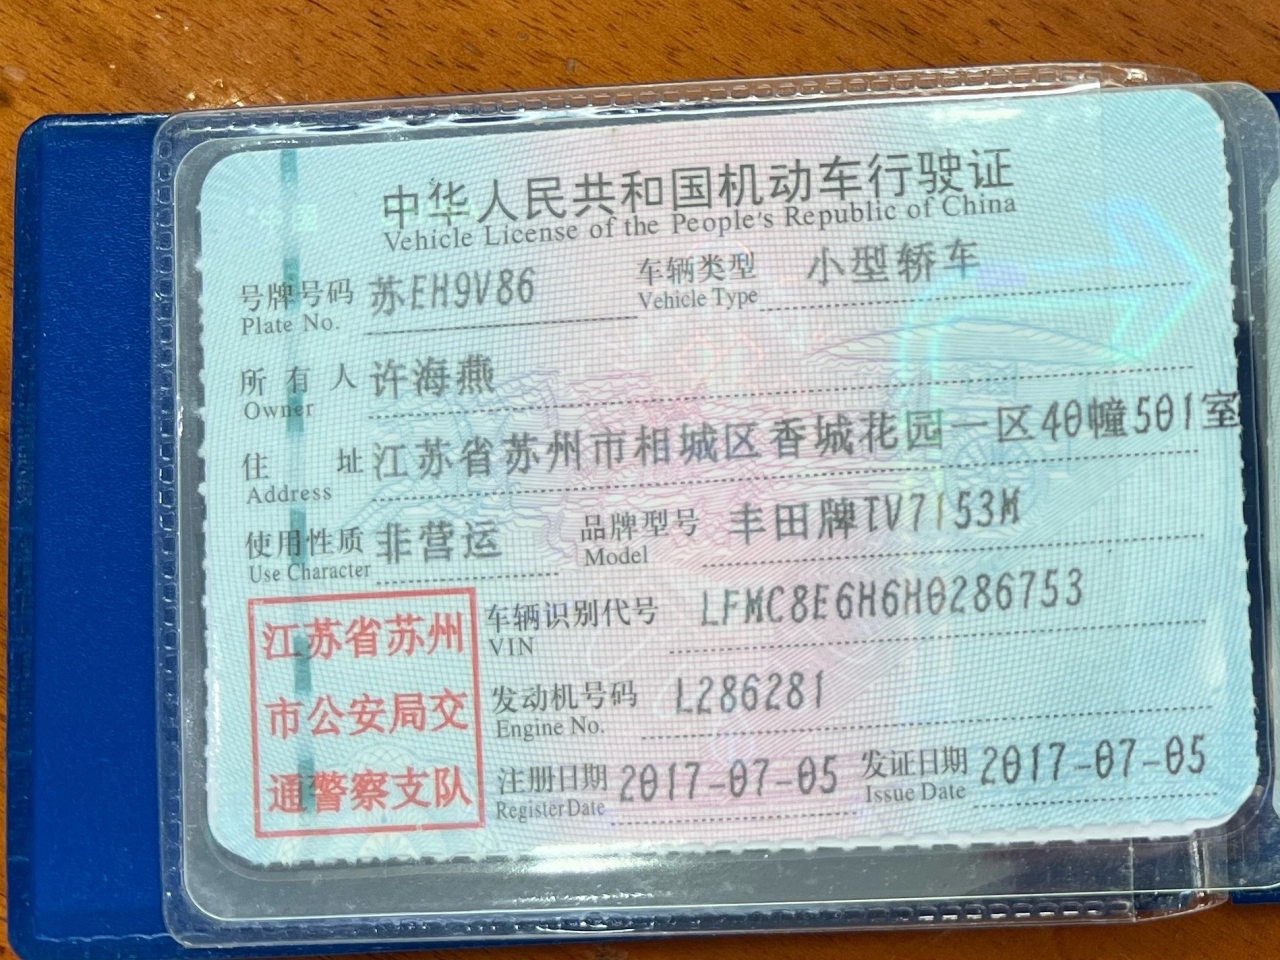 中华人民共和国机动车行驶证
Vehicle License of the People's Republic of China
号牌号码 苏EH9V86 车辆类型 小型轿车
Plate No. Vehicle Type
所有人 许海燕
Owner
住址 江苏省苏州市相城区香城花园一区40幢501室
Address
使用性质 非营运 品牌型号 丰田牌TV7153M
Use Character Model
江苏省苏州
市公安局交
通警察支队
车辆识别代号 LFMC8E6H6H0286753
VIN
发动机号码 L286281
Engine No.
注册日期 2017-07-05 发证日期 2017-07-05
Register Date Issue Date